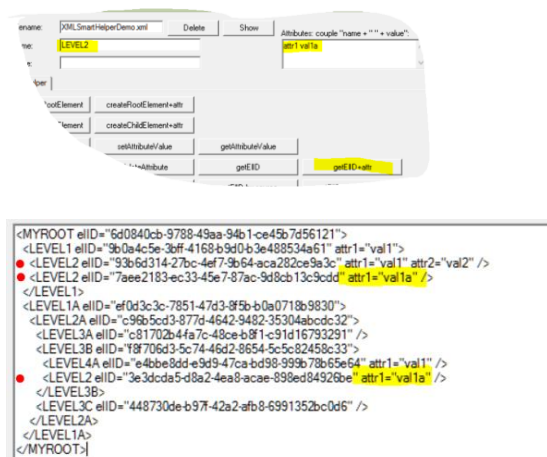 ename: XMLSmartHelperDemo.xml Delete Show Attributes: couple "name + " " + value":
me: LEVEL2 attr1 val1a
e:
elper
ootElement createRootElement+attr
Element createChildElement+attr
setAttributeValue getAttributeValue
Attribute getElID getElID+attr
<MYROOT elID="6d0840cb-9788-49aa-94b1-ce45b7d56121">
<LEVEL1 elID="9b0a4c5e-3bff-4168-b9d0-b3e488534a61" attr1="val1">
<LEVEL2 elID="93b6d314-27bc-4ef7-9b64-aca282ce9a3c" attr1="val1" attr2="val2" />
<LEVEL2 elID="7aee2183-ec33-45e7-87ac-9d8cb13c9cdd" attr1="val1a" />
</LEVEL1>
<LEVEL1A elID="ef0d3c3c-7851-47d3-8f5b-b0a0718b9830">
<LEVEL2A elID="c96b5cd3-877d-4642-9482-35304abcdc32">
<LEVEL3A elID="c81702b4-fa7c-48ce-b8f1-c91d16793291" />
<LEVEL3B elID="f8f706d3-5c74-46d2-8654-5c5c82458c33">
<LEVEL4A elID="e4bbe8dd-e9d9-47ca-bd98-999b78b65e64" attr1="val1" />
<LEVEL2 elID="3e3dcda5-d8a2-4ea8-acae-898ed84926be" attr1="val1a" />
</LEVEL3B>
<LEVEL3C elID="448730de-b97f-42a2-afb8-6991352bc0d6" />
</LEVEL2A>
</LEVEL1A>
</MYROOT>